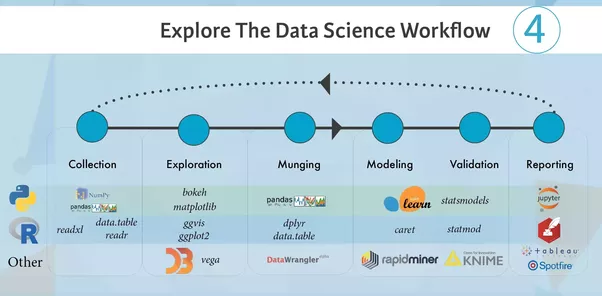 Explore The Data Science Workflow
4
Collection Exploration Munging Modeling Validation Reporting
NumPy bokeh
pandas matplotlib pandas learn statsmodels jupyter
data.table ggvis dplyr
readxl readr ggplot2 data.table caret statmod
Other D3 vega DataWrangler rapidminer KNIME tableau
Spotfire